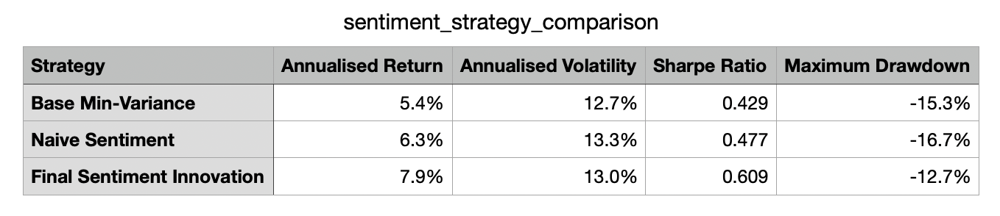 sentiment_strategy_comparison
Strategy Annualised Return Annualised Volatility Sharpe Ratio Maximum Drawdown
Base Min-Variance 5.4% 12.7% 0.429 -15.3%
Naive Sentiment 6.3% 13.3% 0.477 -16.7%
Final Sentiment Innovation 7.9% 13.0% 0.609 -12.7%